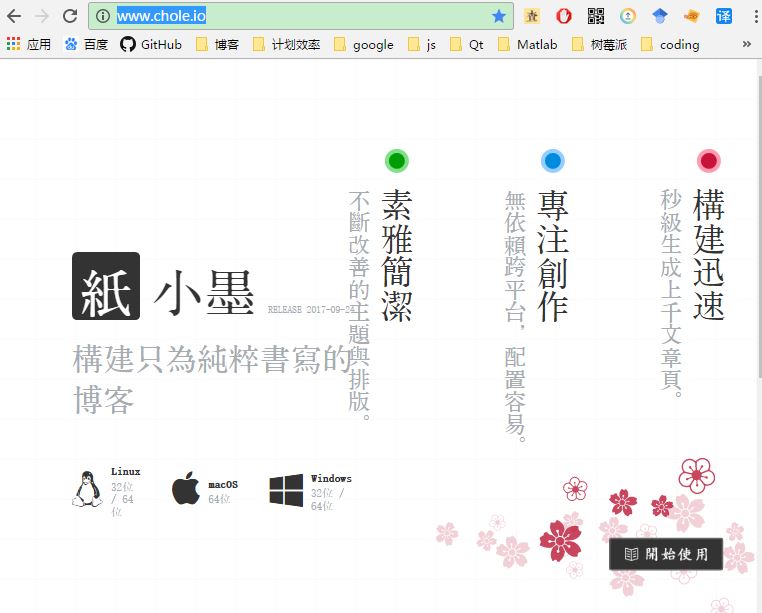 www.chole.io
译
应用
百度
GitHub
博客
计划效率
google
js
Qt
Matlab
树莓派
coding
»
構建迅速
秒級生成上千文章頁。
專注創作
無依賴跨平台，配置容易。
素雅簡潔
不斷改善的主題與排版。
紙 小墨 RELEASE 2017-09-24
構建只為純粹書寫的
博客
Linux
32位
/ 64
位
macOS
64位
Windows
32位 /
64位
開始使用